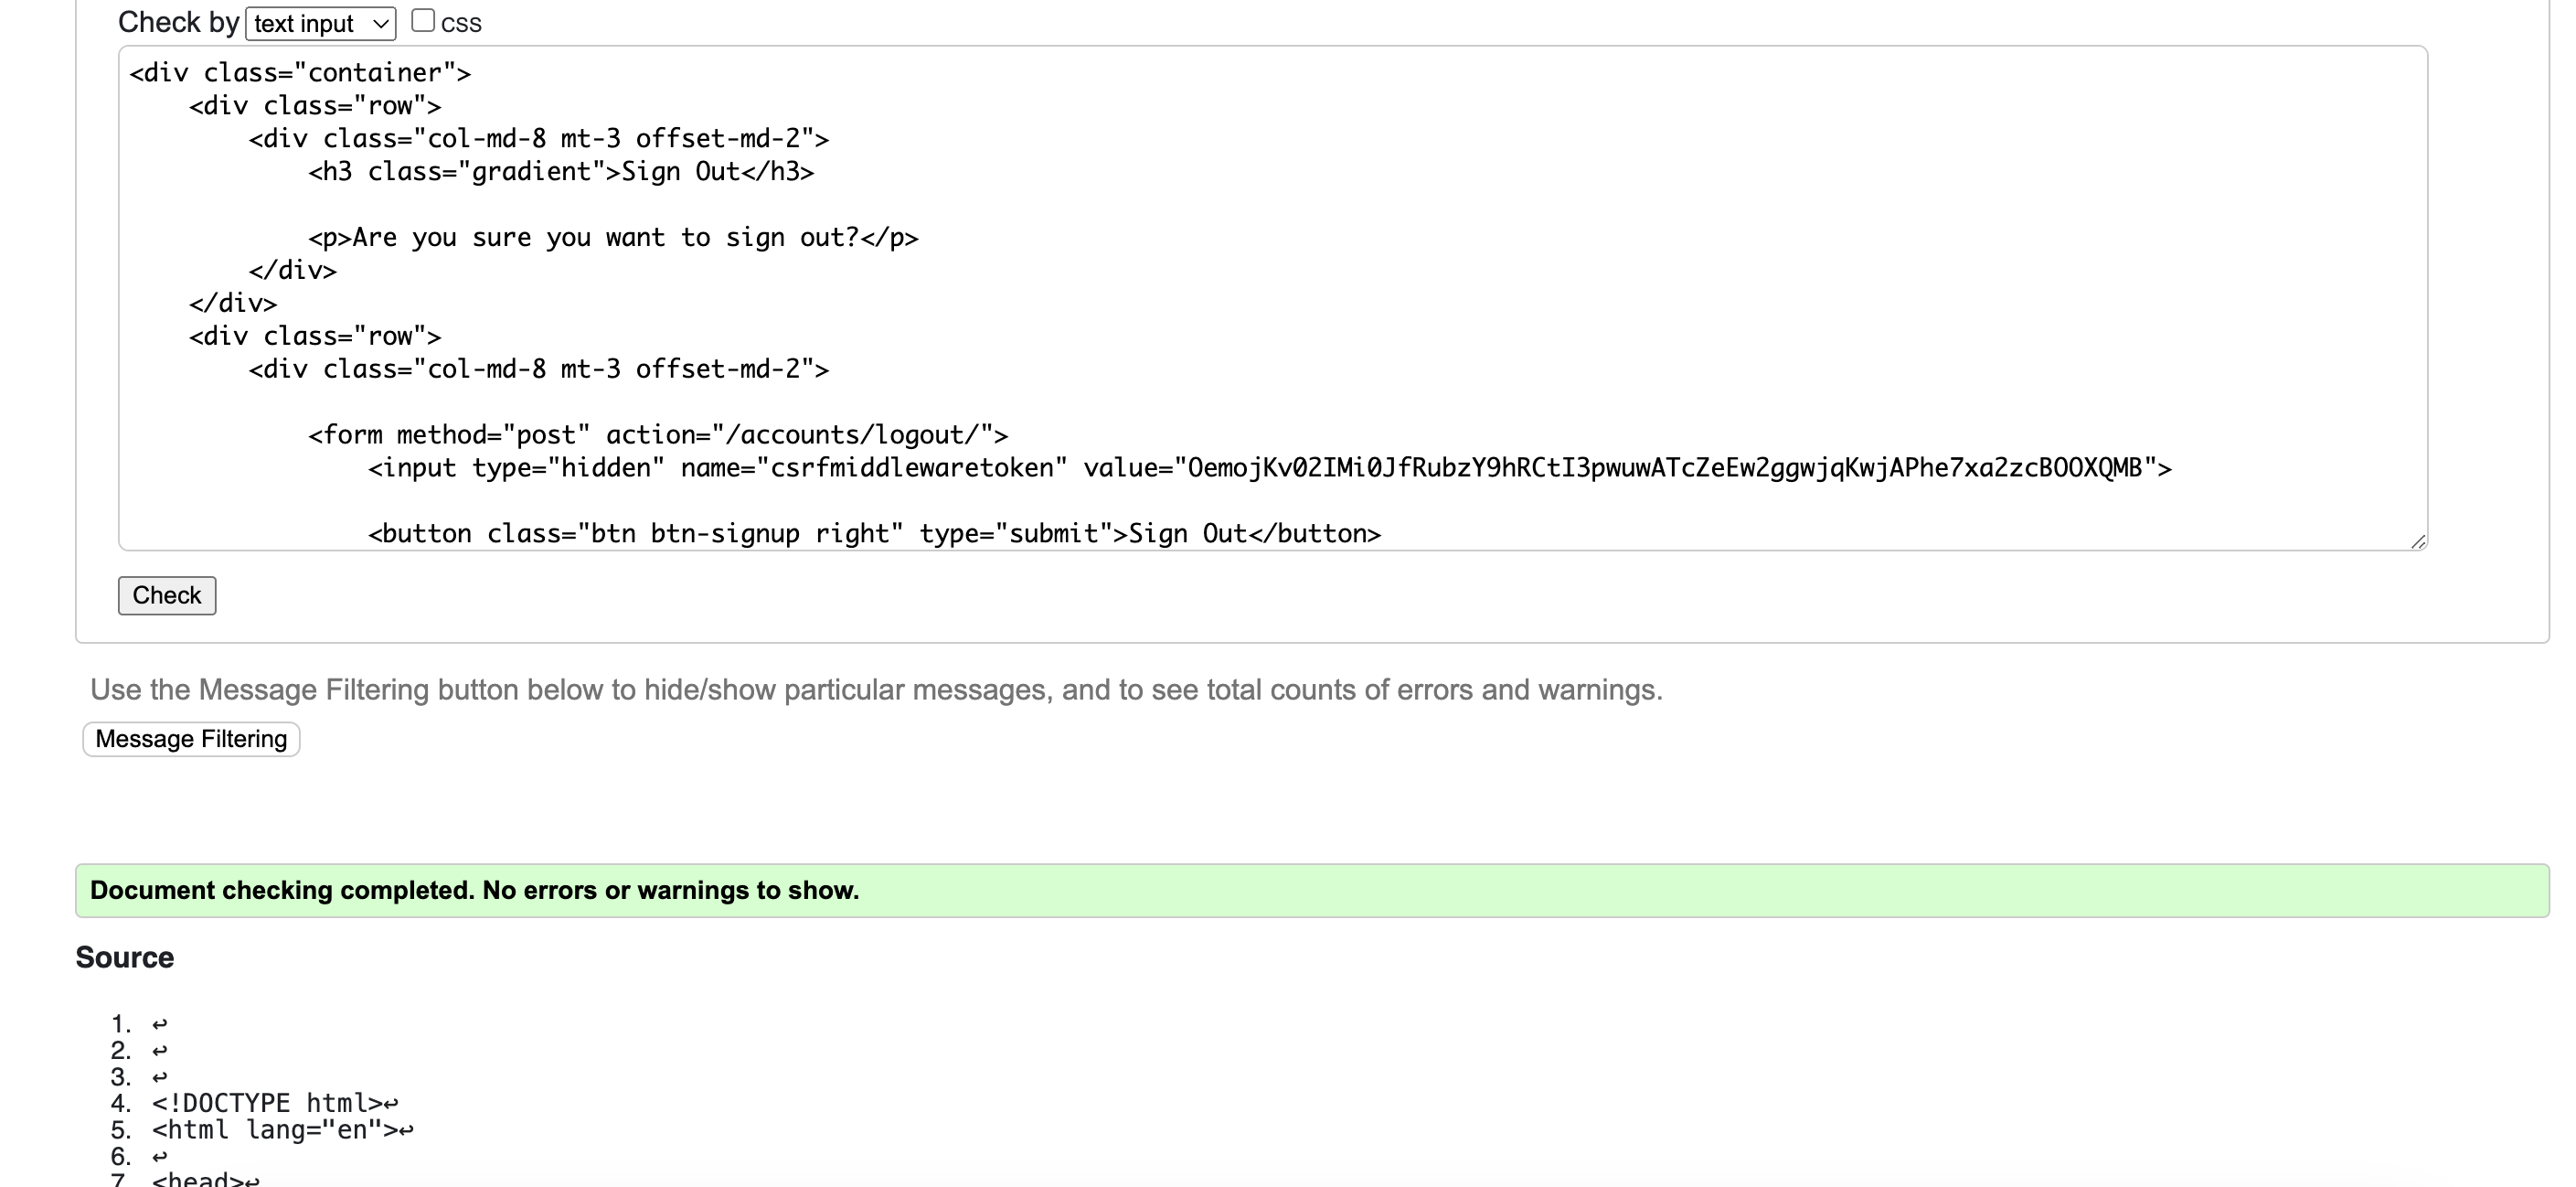 Check by text input css
<div class="container">
<div class="row">
<div class="col-md-8 mt-3 offset-md-2">
<h3 class="gradient">Sign Out</h3>
<p>Are you sure you want to sign out?</p>
</div>
</div>
<div class="row">
<div class="col-md-8 mt-3 offset-md-2">
<form method="post" action="/accounts/logout/">
<input type="hidden" name="csrfmiddlewaretoken" value="OemojKv02IMi0JfRubzY9hRCtI3pwuwATcZeEw2ggwjqKwjAPhe7xa2zcBOOXQMB">
<button class="btn btn-signup right" type="submit">Sign Out</button>
Check
Use the Message Filtering button below to hide/show particular messages, and to see total counts of errors and warnings.
Message Filtering
Document checking completed. No errors or warnings to show.
Source
1. ↩
2. ↩
3. ↩
4. <!DOCTYPE html>↩
5. <html lang="en">↩
6. ↩
7. <head>↩